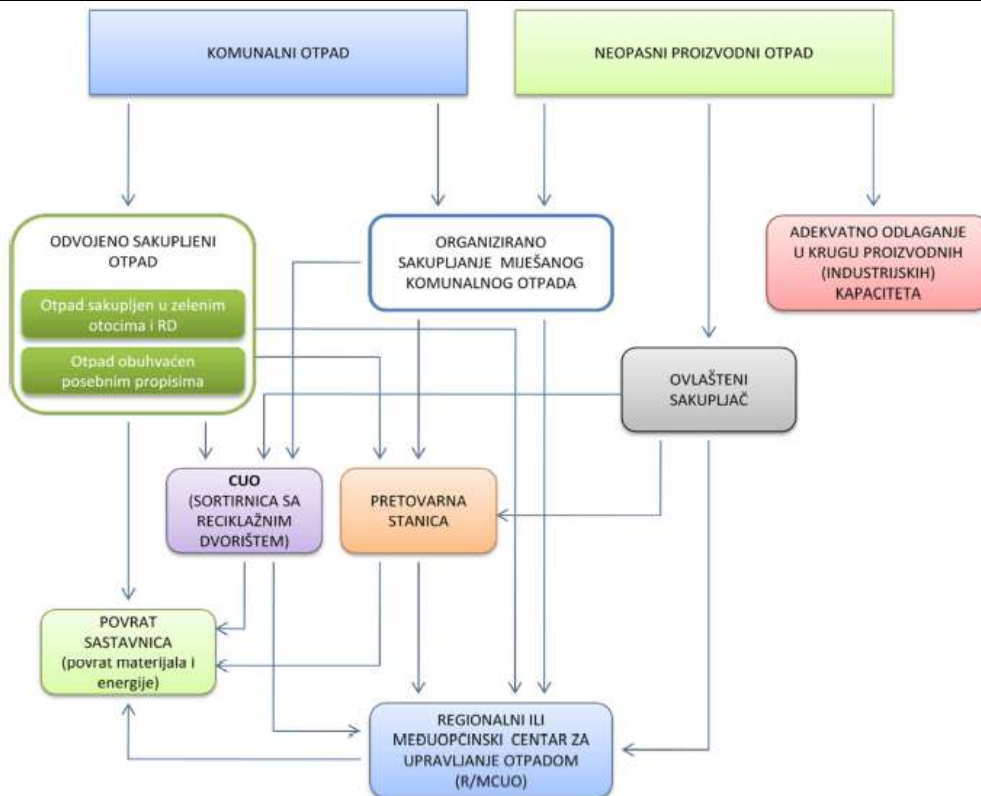 KOMUNALNI OTPAD
NEOPASNI PROIZVODNI OTPAD
ODVOJENO SAKUPLJENI
OTPAD
Otpad sakupljen u zelenim
otocima i RD
Otpad obuhvaćen
posebnim propisima
ORGANIZIRANO
SAKUPLJANJE MIJEŠANOG
KOMUNALNOG OTPADA
ADEKVATNO ODLAGANJE
U KRUGU PROIZVODNIH
(INDUSTRIJSKIH)
KAPACITETA
OVLAŠTENI
SAKUPLJAČ
CUO
(SORTIRNICA SA
RECIKLAŽNIM
DVORIŠTEM)
PRETOVARNA
STANICA
POVRAT
SASTAVNICA
(povrat materijala i
energije)
REGIONALNI ILI
MEĐUOPĆINSKI CENTAR ZA
UPRAVLJANJE OTPADOM
(R/MCUO)